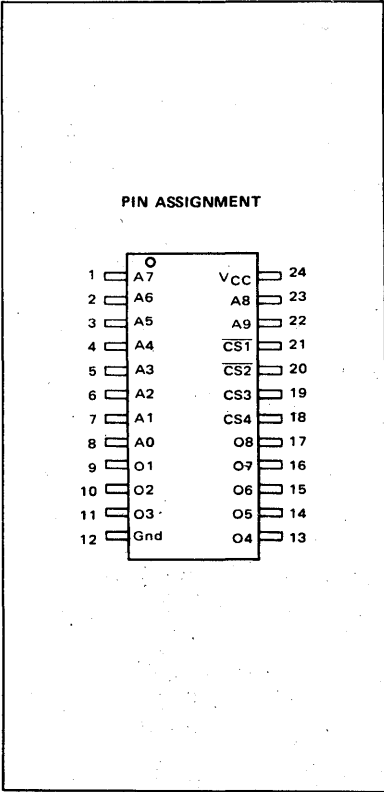 PIN ASSIGNMENT
1 A7 VCC 24
2 A6 A8 23
3 A5 A9 22
4 A4 C̅S̅1̅ 21
5 A3 C̅S̅2̅ 20
6 A2 CS3 19
7 A1 CS4 18
8 A0 O8 17
9 O1 O7 16
10 O2 O6 15
11 O3 O5 14
12 Gnd O4 13